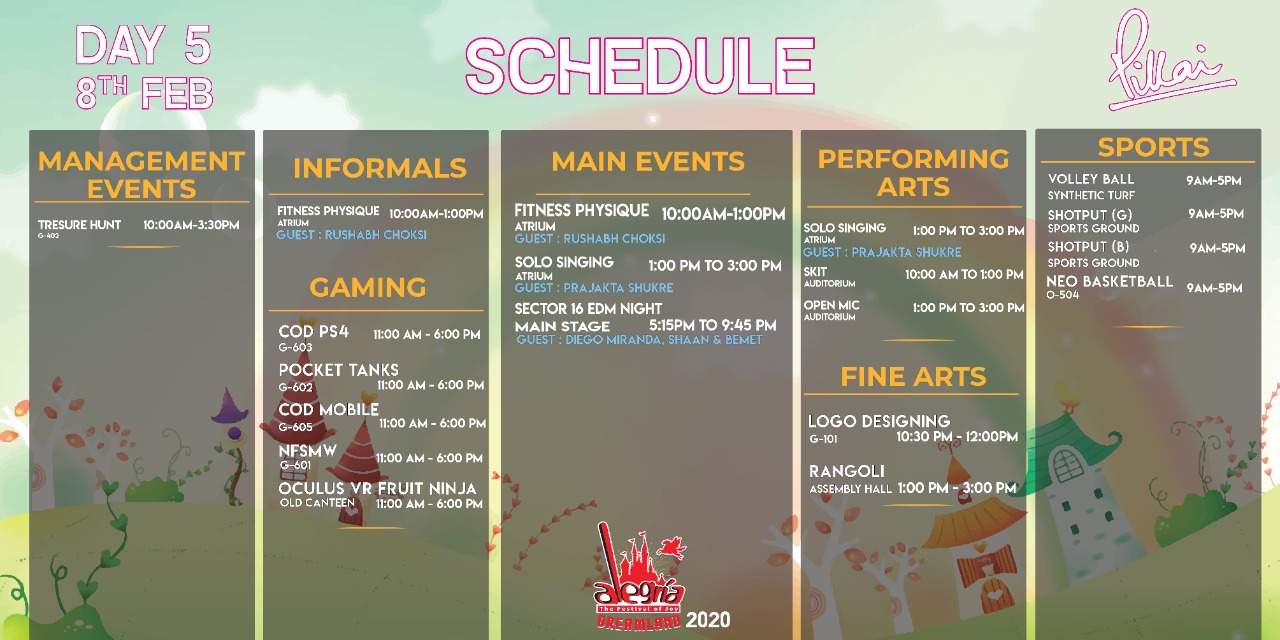 DAY 5
8TH FEB
SCHEDULE
Pillai
MANAGEMENT
EVENTS
TRESURE HUNT 10:00AM-3:30PM
G-402
INFORMALS
FITNESS PHYSIQUE 10:00AM-1:00PM
ATRIUM
GUEST : RUSHABH CHOKSI
GAMING
COD PS4 11:00 AM - 6:00 PM
G-603
POCKET TANKS
G-602 11:00 AM - 6:00 PM
COD MOBILE
G-605 11:00 AM - 6:00 PM
NFSMW 11:00 AM - 6:00 PM
G-601
OCULUS VR FRUIT NINJA
OLD CANTEEN 11:00 AM - 6:00 PM
MAIN EVENTS
FITNESS PHYSIQUE 10:00AM-1:00PM
ATRIUM
GUEST : RUSHABH CHOKSI
SOLO SINGING 1:00 PM TO 3:00 PM
ATRIUM
GUEST : PRAJAKTA SHUKRE
SECTOR 16 EDM NIGHT
MAIN STAGE 5:15PM TO 9:45 PM
GUEST : DIEGO MIRANDA, SHAAN & BEMET
PERFORMING
ARTS
SOLO SINGING 1:00 PM TO 3:00 PM
ATRIUM
GUEST : PRAJAKTA SHUKRE
SKIT 10:00 AM TO 1:00 PM
AUDITORIUM
OPEN MIC 1:00 PM TO 3:00 PM
AUDITORIUM
FINE ARTS
LOGO DESIGNING
G-101 10:30 PM - 12:00PM
RANGOLI
ASSEMBLY HALL 1:00 PM - 3:00 PM
SPORTS
VOLLEY BALL 9AM-5PM
SYNTHETIC TURF
SHOTPUT (G) 9AM-5PM
SPORTS GROUND
SHOTPUT (B) 9AM-5PM
SPORTS GROUND
NEO BASKETBALL 9AM-5PM
O-504
alegria
The Festival of Joy
DREAMLAND 2020